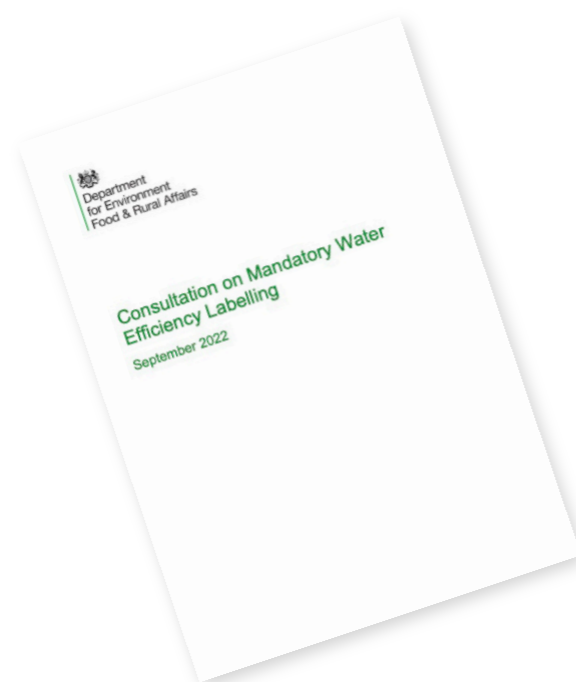 Department
for Environment
Food & Rural Affairs
Consultation on Mandatory Water
Efficiency Labelling
September 2022